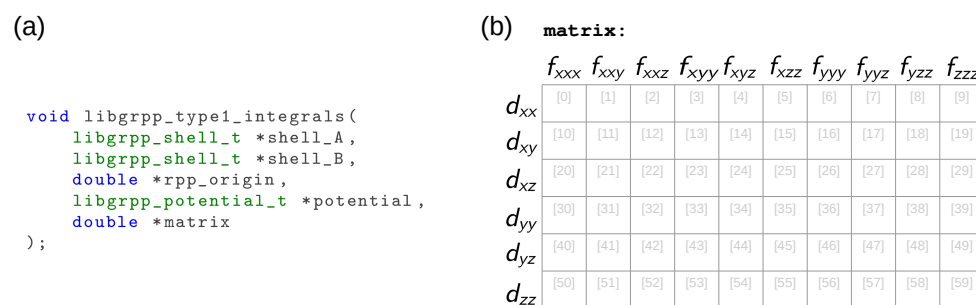 (a)
void libgrpp_type1_integrals(
libgrpp_shell_t *shell_A,
libgrpp_shell_t *shell_B,
double *rpp_origin,
libgrpp_potential_t *potential,
double *matrix
);
(b) matrix:
fxxx fxxy fxxz fxyy fxyz fxzz fyyy fyyz fyzz fzzz
dxx [0] [1] [2] [3] [4] [5] [6] [7] [8] [9]
dxy [10] [11] [12] [13] [14] [15] [16] [17] [18] [19]
dxz [20] [21] [22] [23] [24] [25] [26] [27] [28] [29]
dyy [30] [31] [32] [33] [34] [35] [36] [37] [38] [39]
dyz [40] [41] [42] [43] [44] [45] [46] [47] [48] [49]
dzz [50] [51] [52] [53] [54] [55] [56] [57] [58] [59]